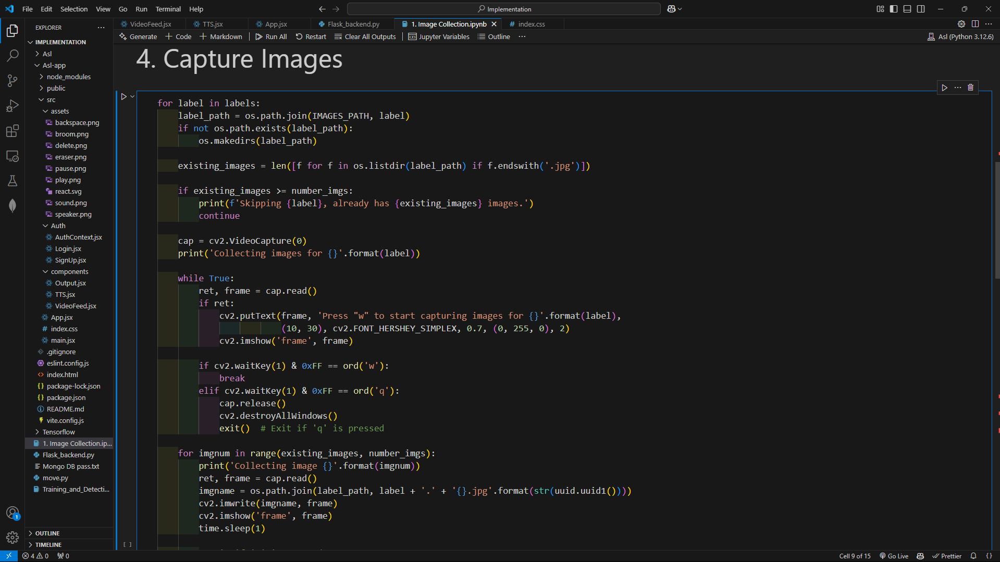 File Edit Selection View Go Run Terminal Help
Implementation
EXPLORER
IMPLEMENTATION
Asl
Asl-app
node_modules
public
src
assets
backspace.png
broom.png
delete.png
eraser.png
pause.png
play.png
react.svg
sound.png
speaker.png
Auth
AuthContext.jsx
Login.jsx
SignUp.jsx
components
Output.jsx
TTS.jsx
VideoFeed.jsx
App.jsx
index.css
main.jsx
.gitignore
eslint.config.js
index.html
package-lock.json
package.json
README.md
vite.config.js
Tensorflow
1. Image Collection.ip...
Flask_backend.py
Mongo DB pass.txt
move.py
Training_and_Detecti...
OUTLINE
TIMELINE
VideoFeed.jsx TTS.jsx App.jsx Flask_backend.py 1. Image Collection.ipynb index.css
Generate Code Markdown Run All Restart Clear All Outputs Jupyter Variables Outline Asl (Python 3.12.6)
4. Capture Images
for label in labels:
label_path = os.path.join(IMAGES_PATH, label)
if not os.path.exists(label_path):
os.makedirs(label_path)
existing_images = len([f for f in os.listdir(label_path) if f.endswith('.jpg')])
if existing_images >= number_imgs:
print(f'Skipping {label}, already has {existing_images} images.')
continue
cap = cv2.VideoCapture(0)
print('Collecting images for {}'.format(label))
while True:
ret, frame = cap.read()
if ret:
cv2.putText(frame, 'Press "w" to start capturing images for {}'.format(label),
(10, 30), cv2.FONT_HERSHEY_SIMPLEX, 0.7, (0, 255, 0), 2)
cv2.imshow('frame', frame)
if cv2.waitKey(1) & 0xFF == ord('w'):
break
elif cv2.waitKey(1) & 0xFF == ord('q'):
cap.release()
cv2.destroyAllWindows()
exit()  # Exit if 'q' is pressed
for imgnum in range(existing_images, number_imgs):
print('Collecting image {}'.format(imgnum))
ret, frame = cap.read()
imgname = os.path.join(label_path, label + '.' + '{}.jpg'.format(str(uuid.uuid1())))
cv2.imwrite(imgname, frame)
cv2.imshow('frame', frame)
time.sleep(1)
[ ]
1
4 0 0 Cell 9 of 15 Go Live Prettier